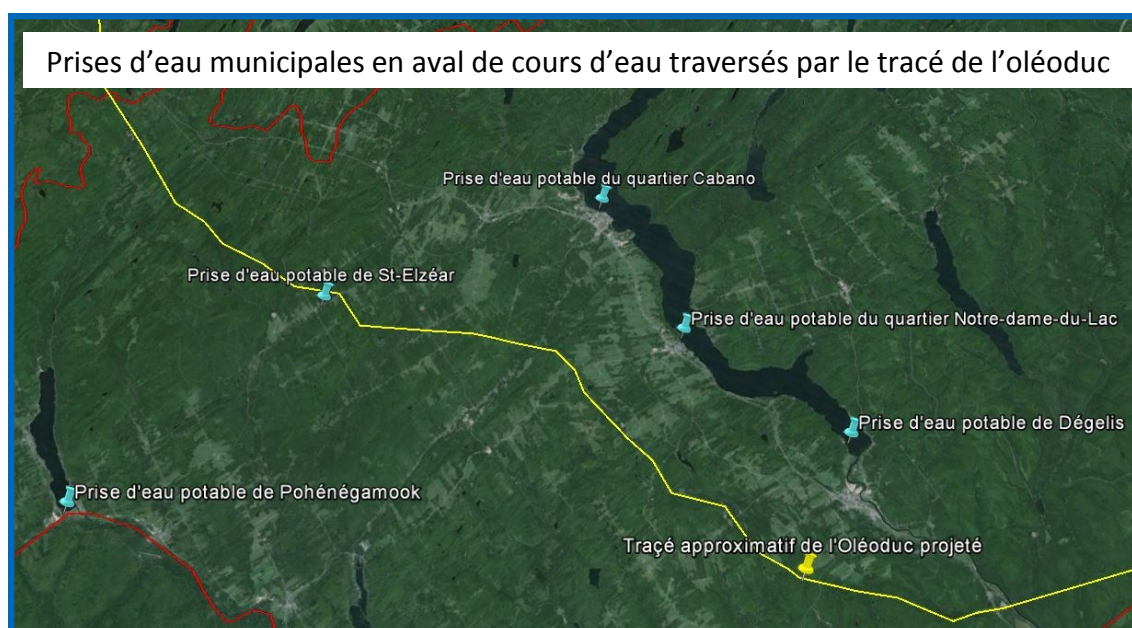 Prises d'eau municipales en aval de cours d'eau traversés par le tracé de l'oléoduc
Prise d'eau potable du quartier Cabano
Prise d'eau potable de St-Elzéar
Prise d'eau potable du quartier Notre-dame-du-Lac
Prise d'eau potable de Dégelis
Prise d'eau potable de Pohénégamook
Traçé approximatif de l'Oléoduc projeté